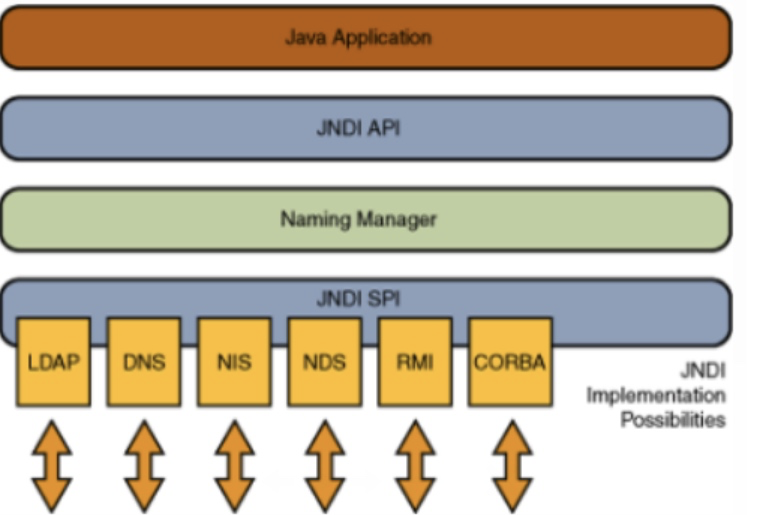 Java Application
JNDI API
Naming Manager
JNDI SPI
LDAP
DNS
NIS
NDS
RMI
CORBA
JNDI
Implementation
Possibilities